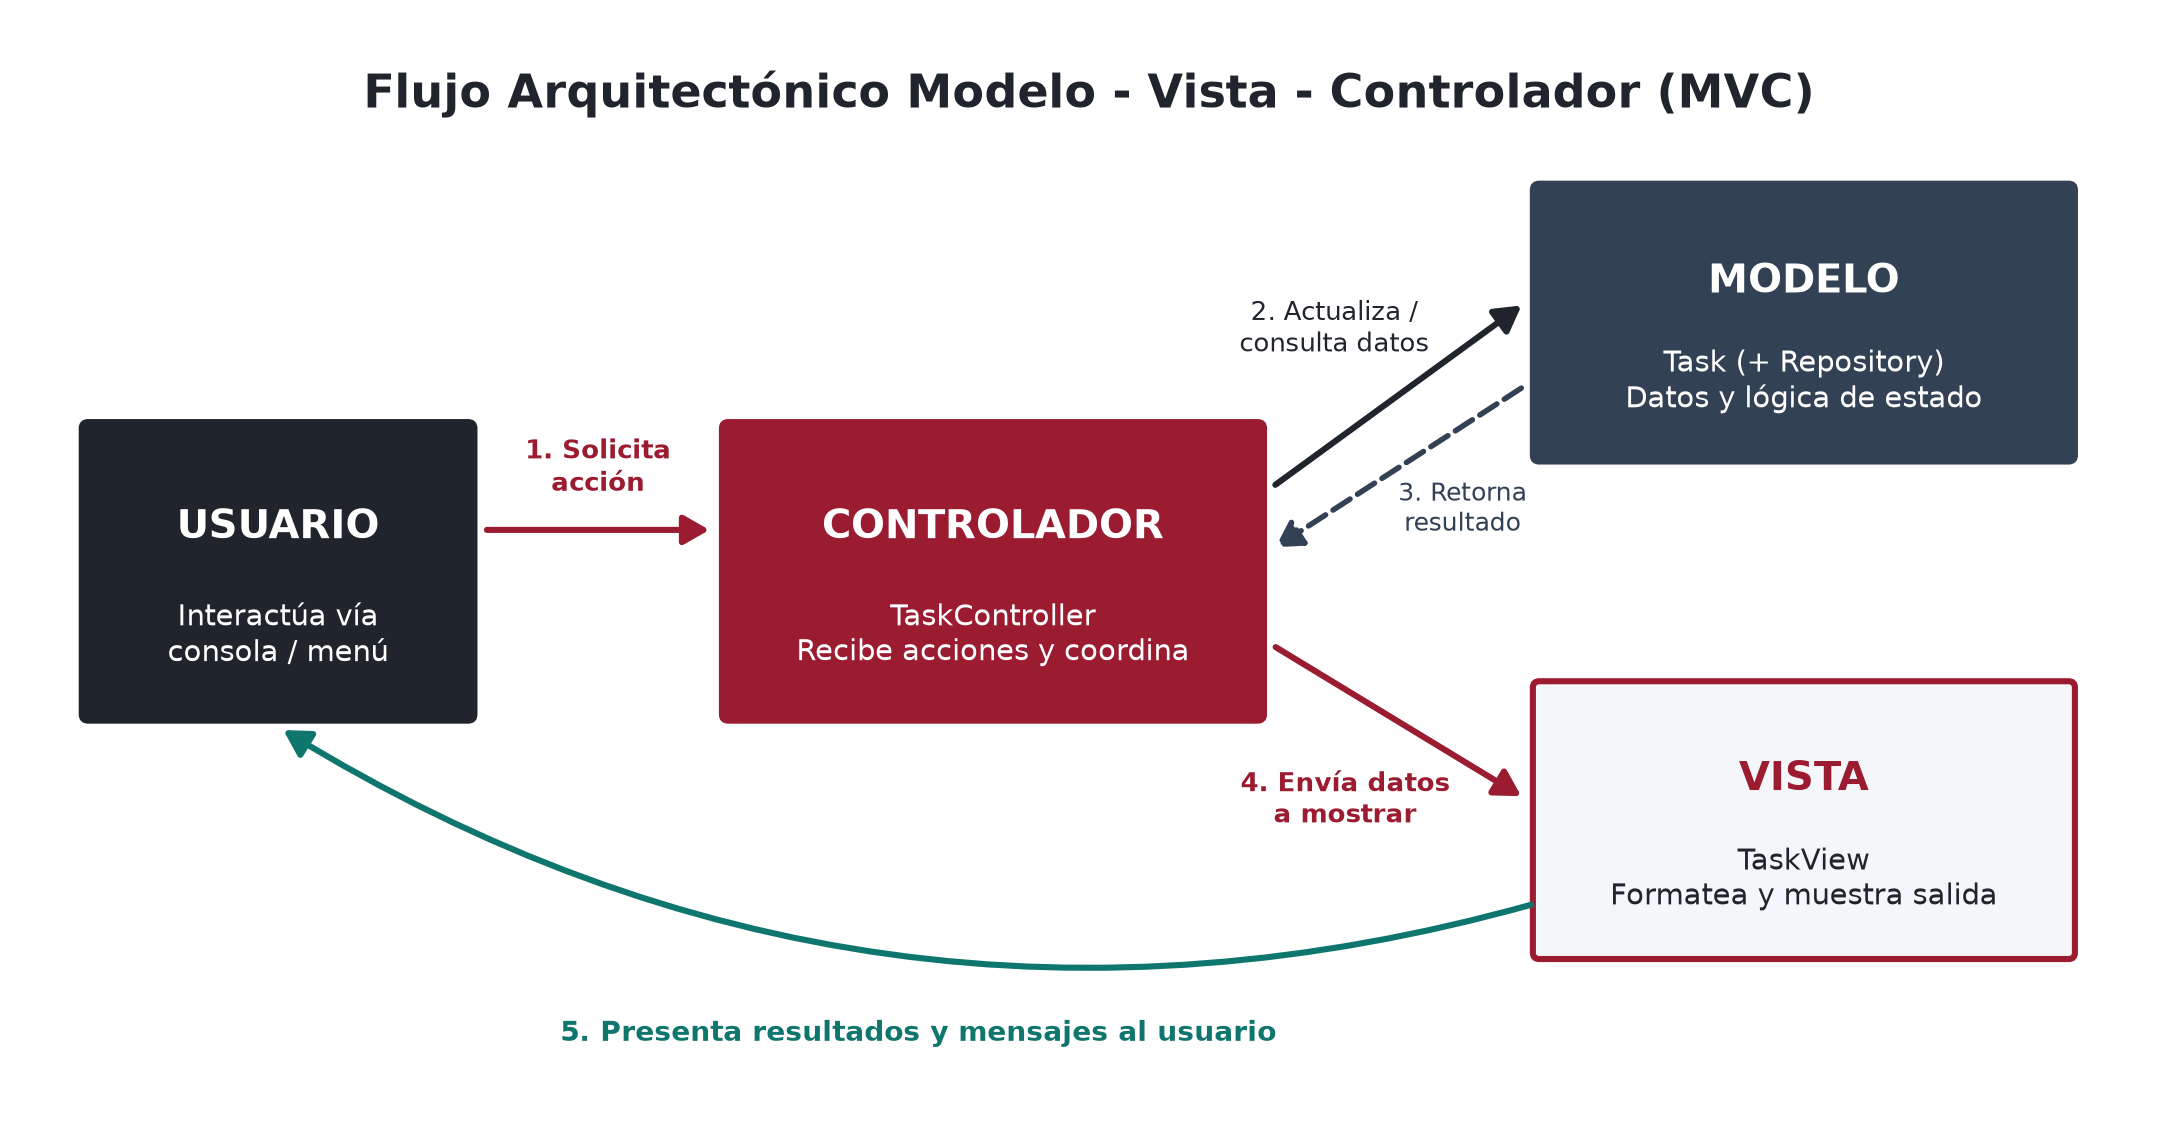 Flujo Arquitectónico Modelo - Vista - Controlador (MVC)
USUARIO
Interactúa vía
consola / menú
1. Solicita
acción
CONTROLADOR
TaskController
Recibe acciones y coordina
2. Actualiza /
consulta datos
MODELO
Task (+ Repository)
Datos y lógica de estado
3. Retorna
resultado
4. Envía datos
a mostrar
VISTA
TaskView
Formatea y muestra salida
5. Presenta resultados y mensajes al usuario